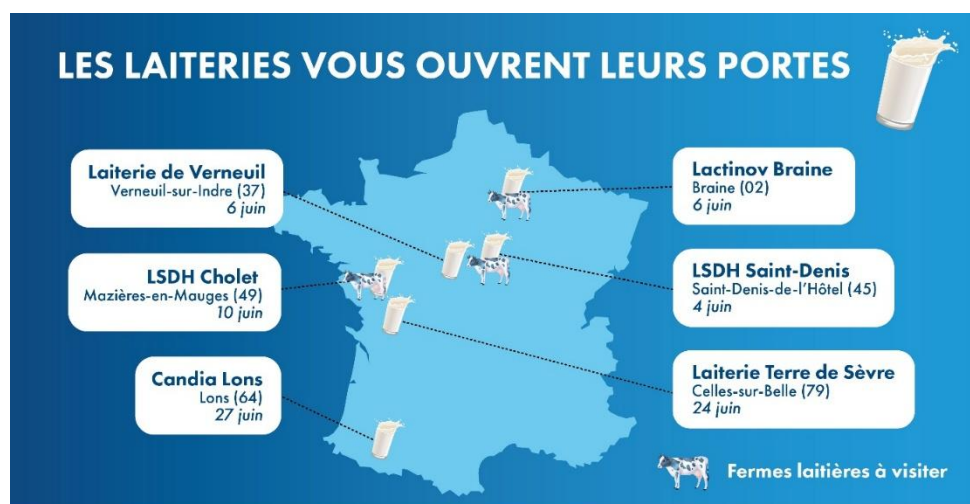 LES LAITERIES VOUS OUVRENT LEURS PORTES
Laiterie de Verneuil
Verneuil-sur-Indre (37)
6 juin
Lactinov Braine
Braine (02)
6 juin
LSDH Cholet
Mazières-en-Mauges (49)
10 juin
LSDH Saint-Denis
Saint-Denis-de-l'Hôtel (45)
4 juin
Candia Lons
Lons (64)
27 juin
Laiterie Terre de Sèvre
Celles-sur-Belle (79)
24 juin
Fermes laitières à visiter